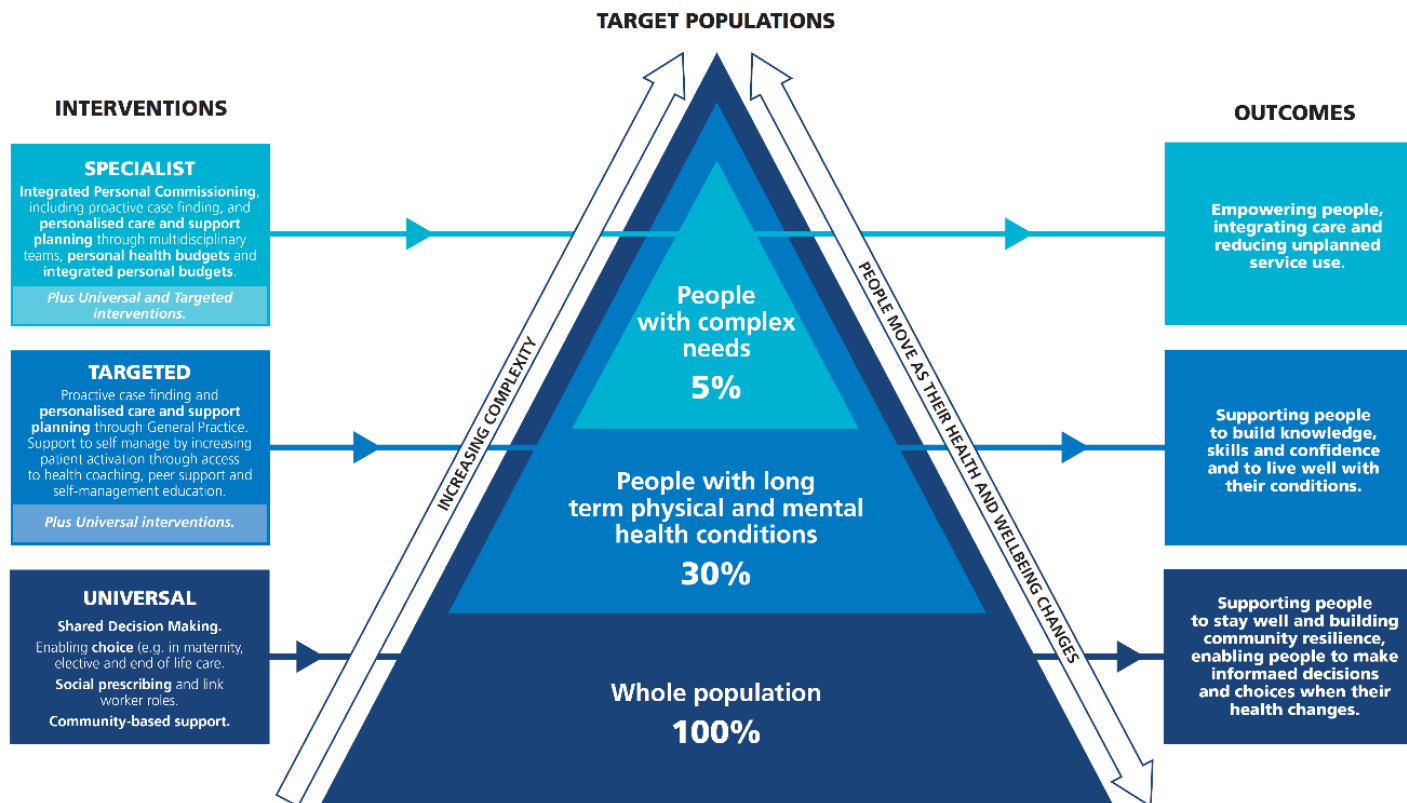 TARGET POPULATIONS
INTERVENTIONS
SPECIALIST
Integrated Personal Commissioning,
including proactive case finding, and
personalised care and support
planning through multidisciplinary
teams, personal health budgets and
integrated personal budgets.
Plus Universal and Targeted
interventions.
TARGETED
Proactive case finding and
personalised care and support
planning through General Practice.
Support to self manage by increasing
patient activation through access
to health coaching, peer support and
self-management education.
Plus Universal interventions.
UNIVERSAL
Shared Decision Making.
Enabling choice (e.g. in maternity,
elective and end of life care.
Social prescribing and link
worker roles.
Community-based support.
INCREASING COMPLEXITY
People
with complex
needs
5%
People with long
term physical and mental
health conditions
30%
Whole population
100%
PEOPLE MOVE AS THEIR HEALTH AND WELLBEING CHANGES
OUTCOMES
Empowering people,
integrating care and
reducing unplanned
service use.
Supporting people
to build knowledge,
skills and confidence
and to live well with
their conditions.
Supporting people
to stay well and building
community resilience,
enabling people to make
informaed decisions
and choices when their
health changes.